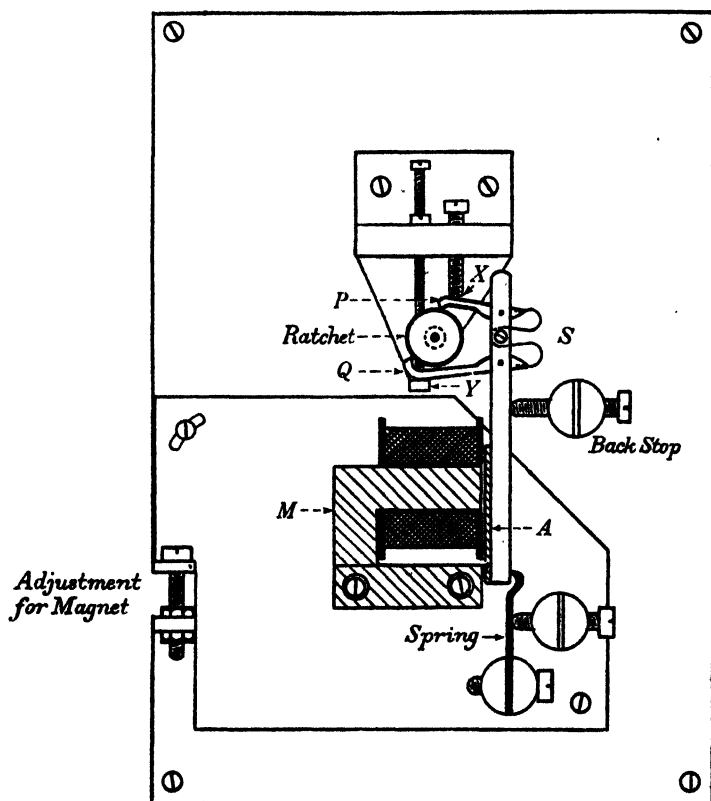 X
P
Ratchet
S
Q
Y
Back Stop
M
A
Adjustment
for Magnet
Spring